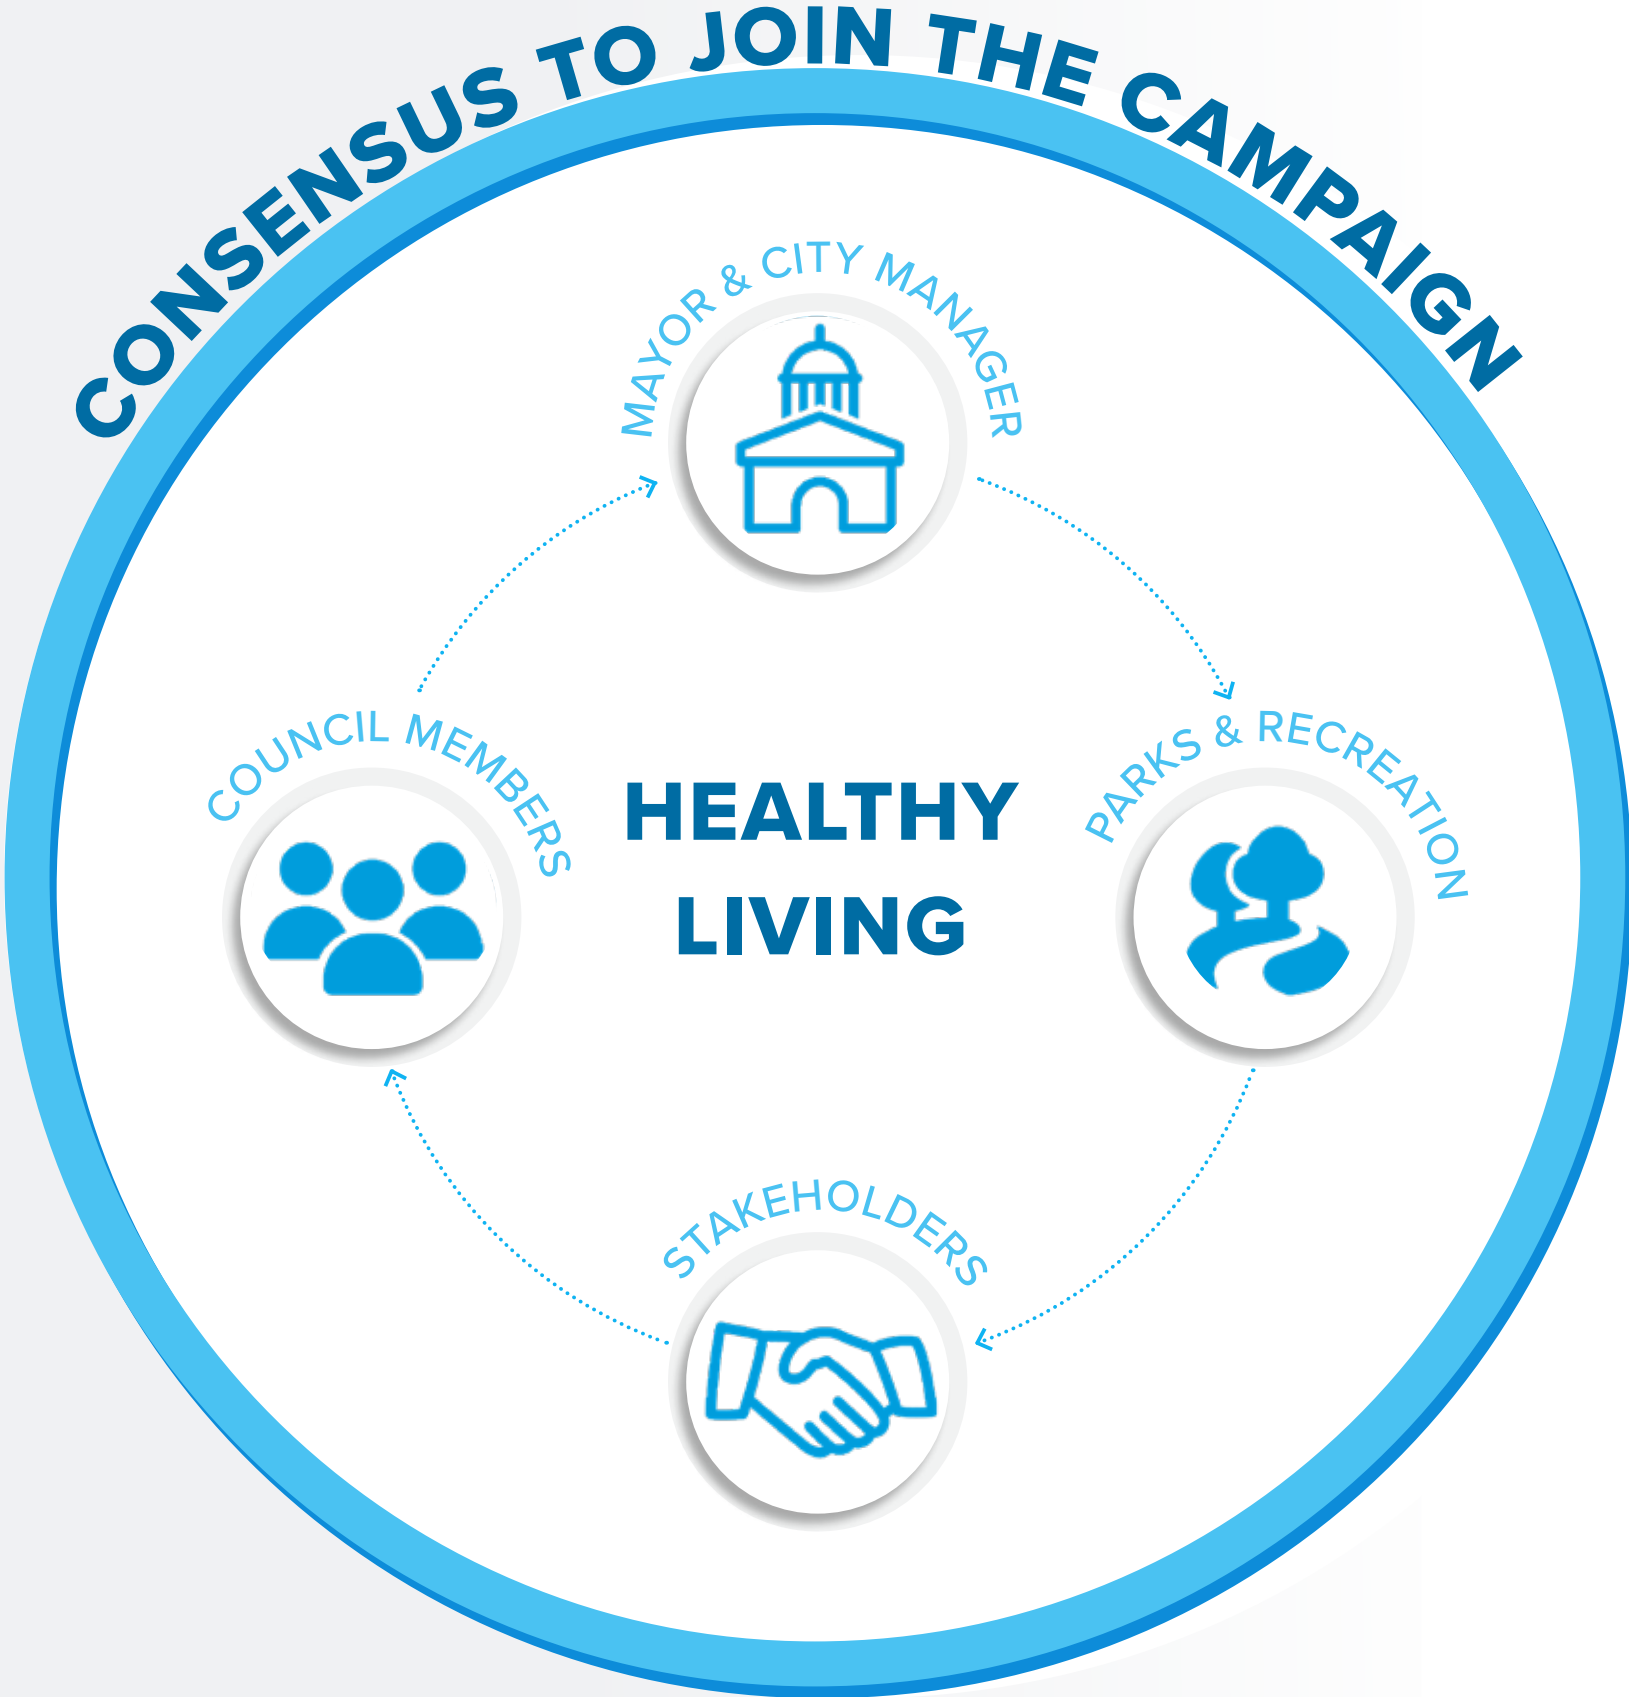 CONSENSUS TO JOIN THE CAMPAIGN
MAYOR & CITY MANAGER
COUNCIL MEMBERS
HEALTHY
LIVING
PARKS & RECREATION
STAKEHOLDERS